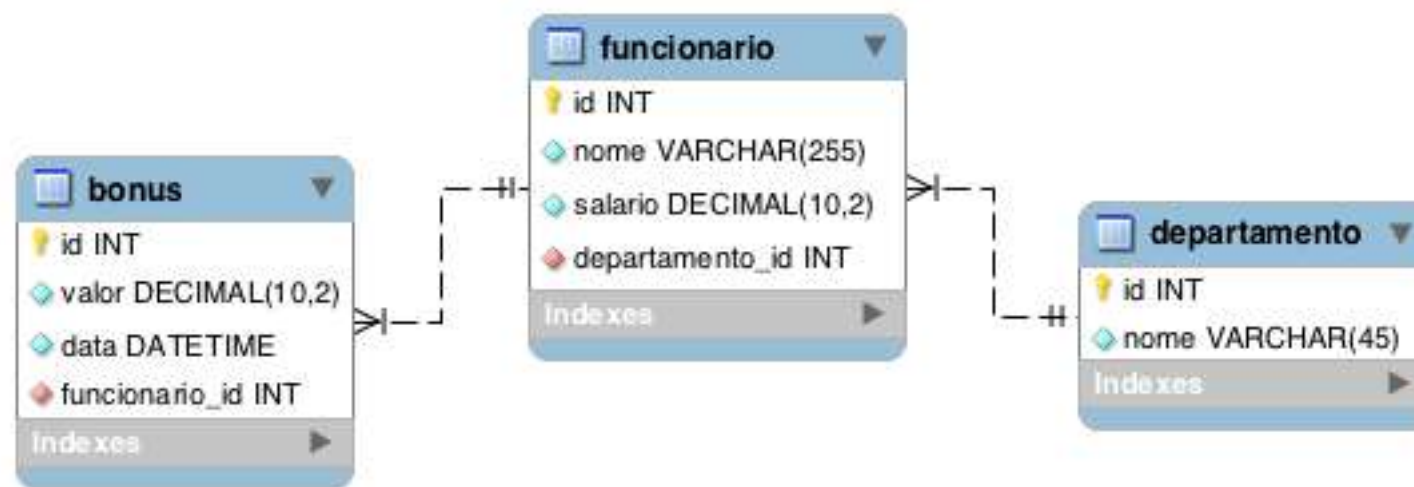 funcionario
id INT
nome VARCHAR(255)
salario DECIMAL(10,2)
departamento_id INT
Indexes
bonus
id INT
valor DECIMAL(10,2)
data DATETIME
funcionario_id INT
Indexes
departamento
id INT
nome VARCHAR(45)
Indexes